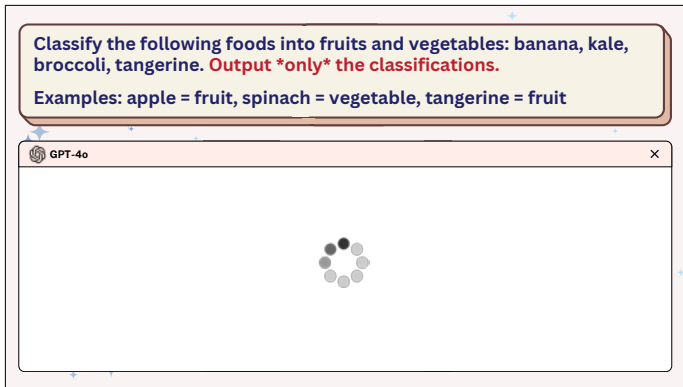 Classify the following foods into fruits and vegetables: banana, kale,
broccoli, tangerine. Output *only* the classifications.
Examples: apple = fruit, spinach = vegetable, tangerine = fruit
GPT-4o